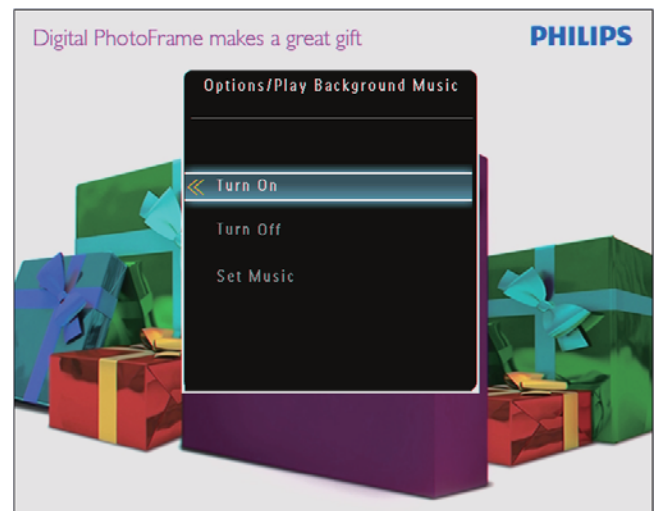 Digital PhotoFrame makes a great gift
PHILIPS
Options/Play Background Music
Turn On
Turn Off
Set Music